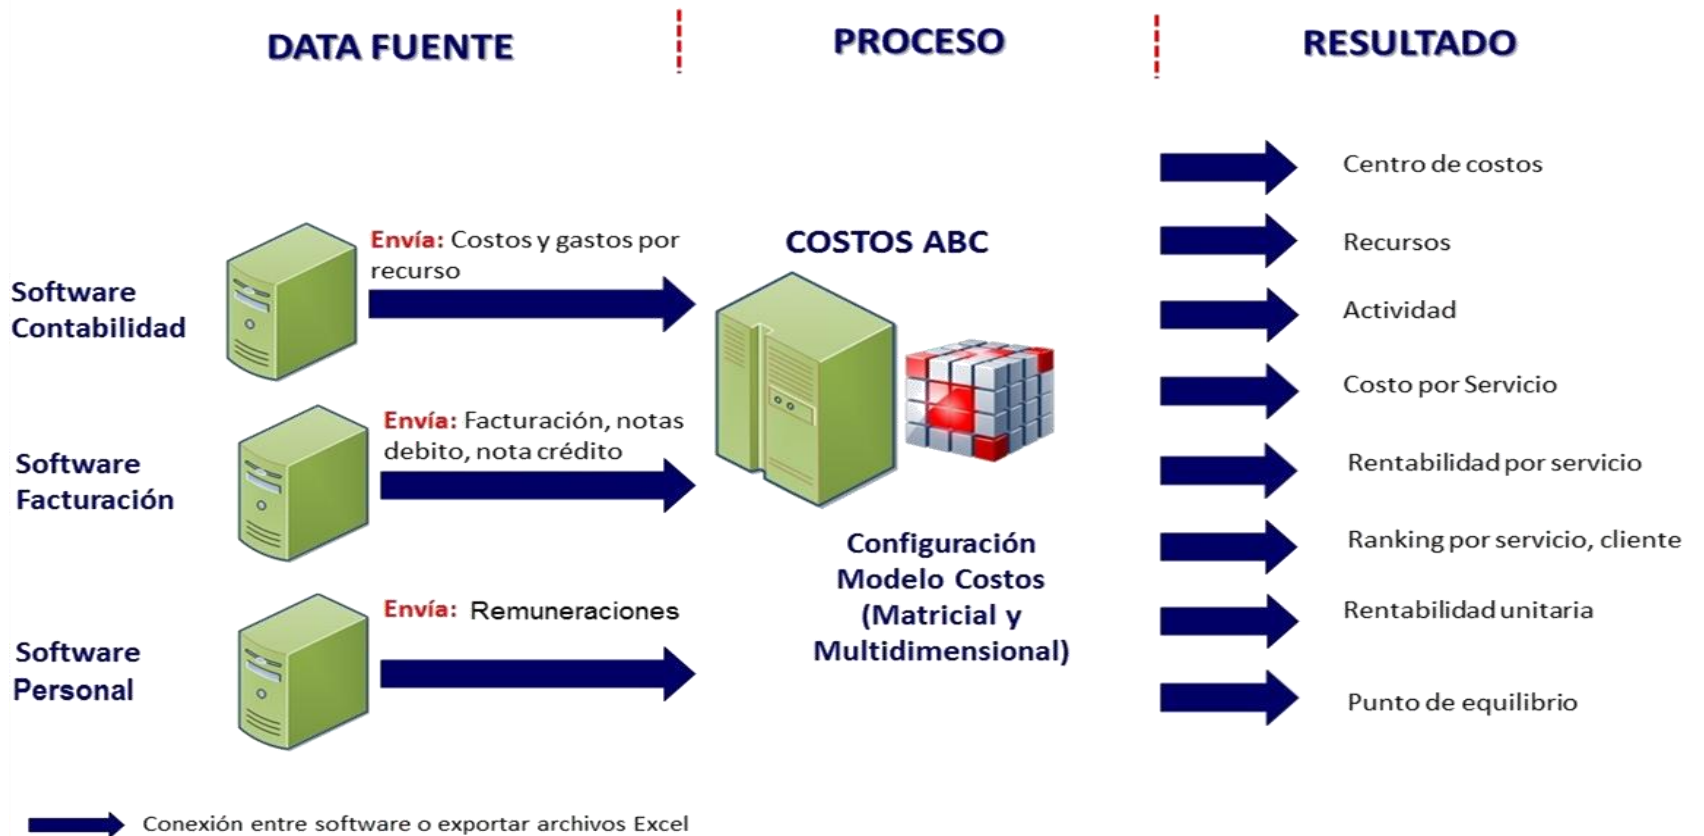 DATA FUENTE
PROCESO
RESULTADO
Software
Contabilidad
Envía: Costos y gastos por
recurso
Software
Facturación
Envía: Facturación, notas
debito, nota crédito
Software
Personal
Envía: Remuneraciones
COSTOS ABC
Configuración
Modelo Costos
(Matricial y
Multidimensional)
Centro de costos
Recursos
Actividad
Costo por Servicio
Rentabilidad por servicio
Ranking por servicio, cliente
Rentabilidad unitaria
Punto de equilibrio
Conexión entre software o exportar archivos Excel